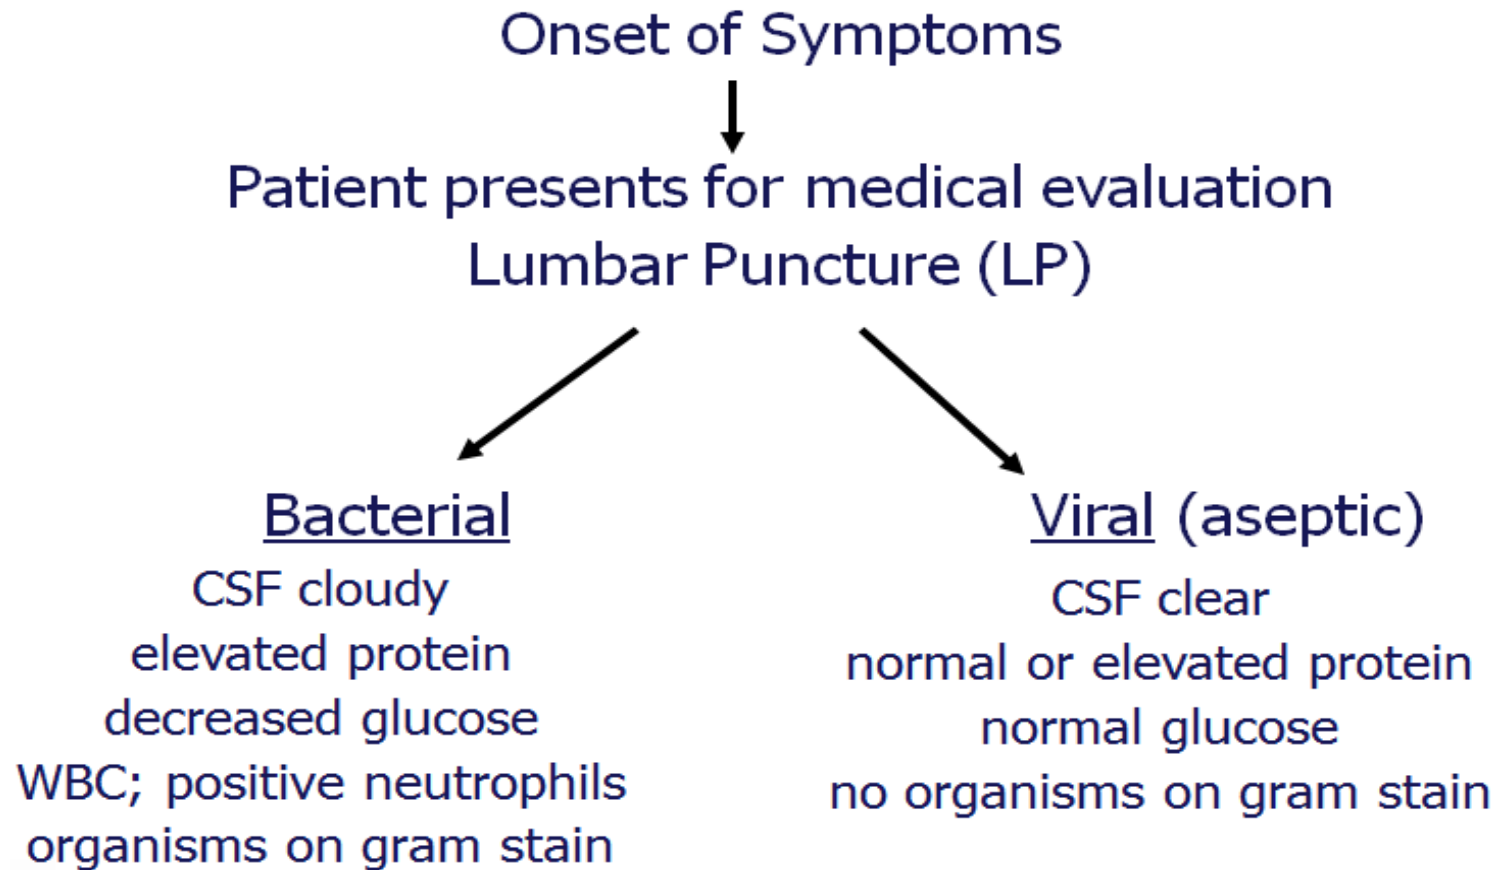 Onset of Symptoms
Patient presents for medical evaluation
Lumbar Puncture (LP)
Bacterial
CSF cloudy
elevated protein
decreased glucose
WBC; positive neutrophils
organisms on gram stain
Viral (aseptic)
CSF clear
normal or elevated protein
normal glucose
no organisms on gram stain